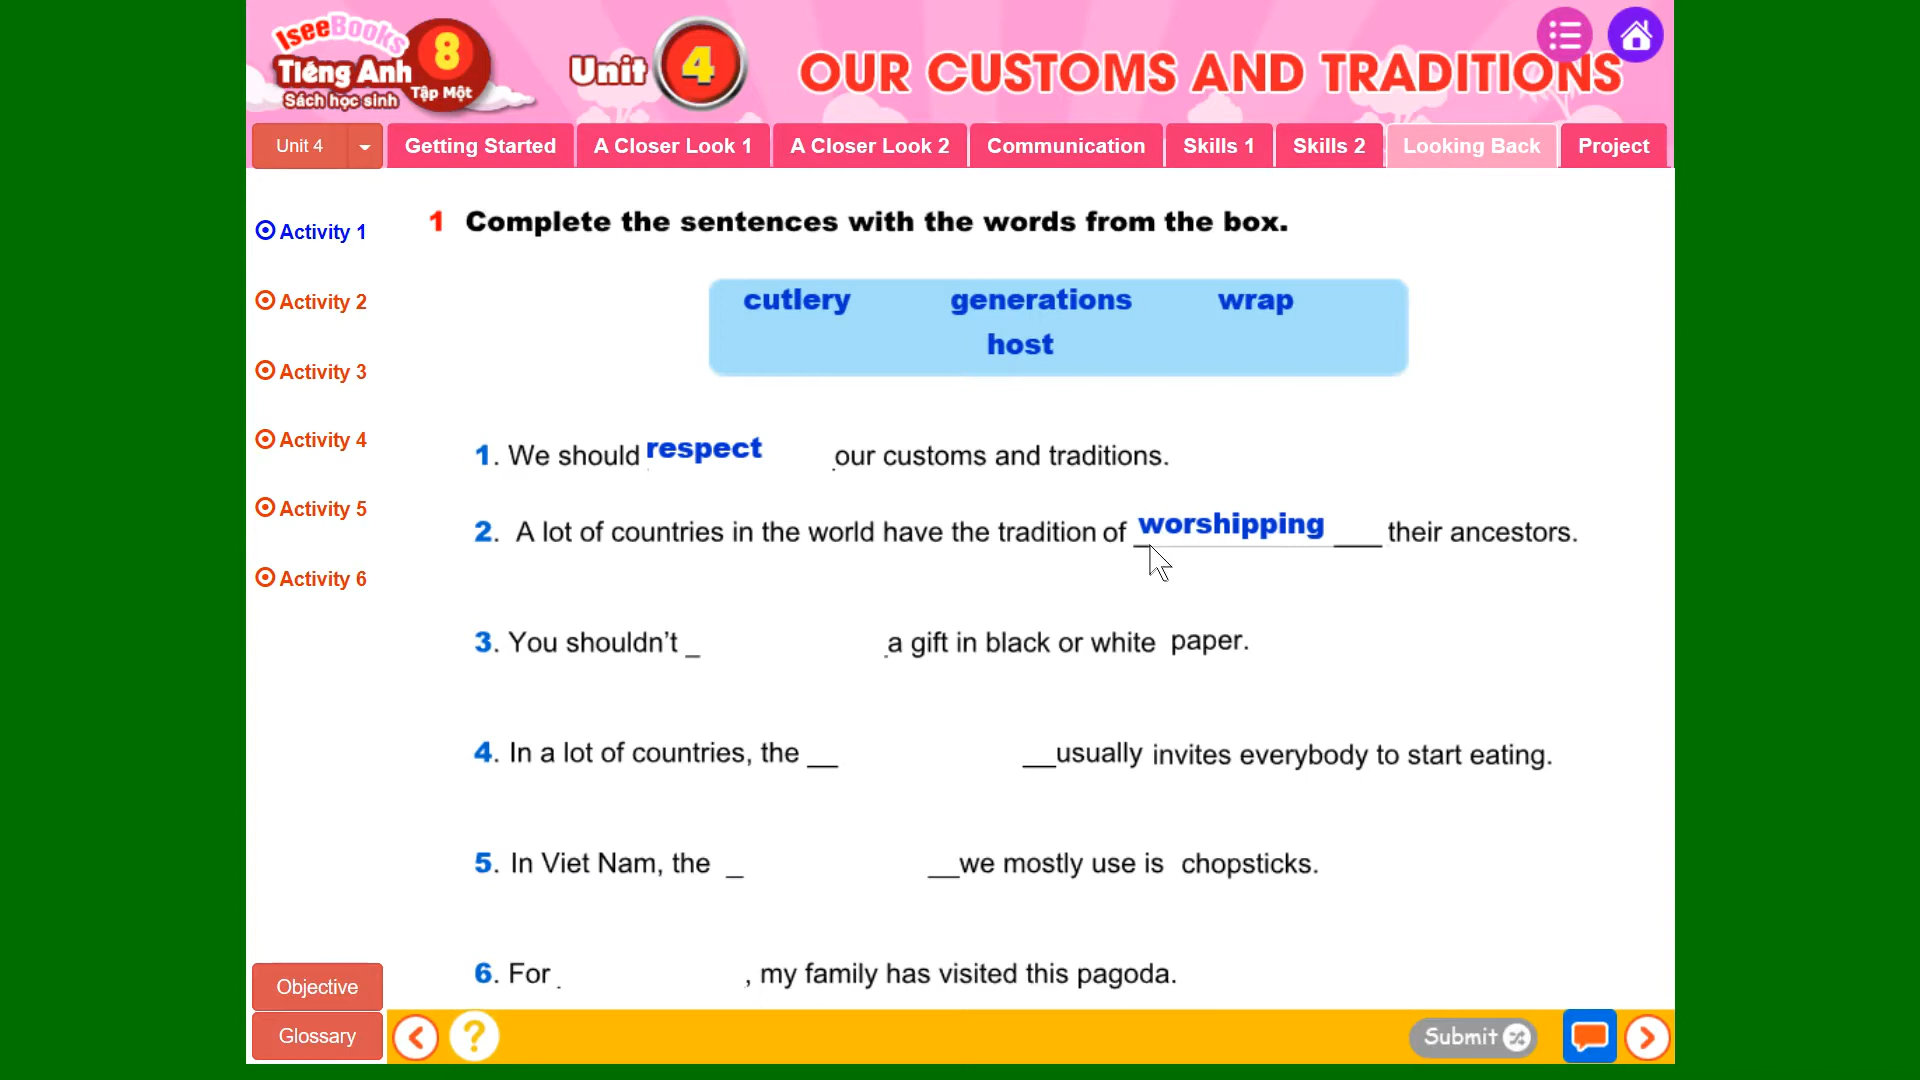 IseeBooks
Tiếng Anh 8
Sách học sinh Tập Một
Unit 4 OUR CUSTOMS AND TRADITIONS
Unit 4 Getting Started A Closer Look 1 A Closer Look 2 Communication Skills 1 Skills 2 Looking Back Project
Activity 1
Activity 2
Activity 3
Activity 4
Activity 5
Activity 6
1 Complete the sentences with the words from the box.
cutlery generations wrap
host
1. We should respect our customs and traditions.
2. A lot of countries in the world have the tradition of _worshipping ___ their ancestors.
3. You shouldn't _ a gift in black or white paper.
4. In a lot of countries, the __ __usually invites everybody to start eating.
5. In Viet Nam, the _ __we mostly use is chopsticks.
6. For , my family has visited this pagoda.
Objective
Glossary
? Submit